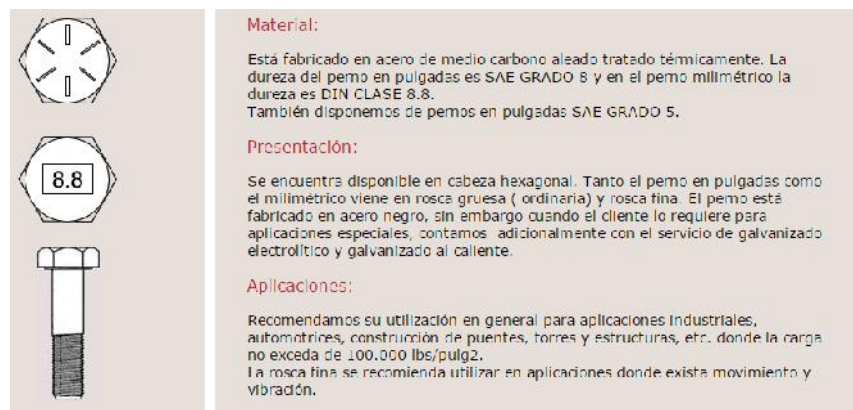 8.8
Material:
Está fabricado en acero de medio carbono aleado tratado térmicamente. La
dureza del perno en pulgadas es SAE GRADO 8 y en el perno milimétrico la
dureza es DIN CLASE 8.8.
También disponemos de pernos en pulgadas SAE GRADO 5.
Presentación:
Se encuentra disponible en cabeza hexagonal. Tanto el perno en pulgadas como
el milimétrico viene en rosca gruesa ( ordinaria) y rosca fina. El perno está
fabricado en acero negro, sin embargo cuando el cliente lo requiere para
aplicaciones especiales, contamos adicionalmente con el servicio de galvanizado
electrolítico y galvanizado al caliente.
Aplicaciones:
Recomendamos su utilización en general para aplicaciones industriales,
automotrices, construcción de puentes, torres y estructuras, etc. donde la carga
no exceda de 100.000 lbs/pulg2.
La rosca fina se recomienda utilizar en aplicaciones donde exista movimiento y
vibración.